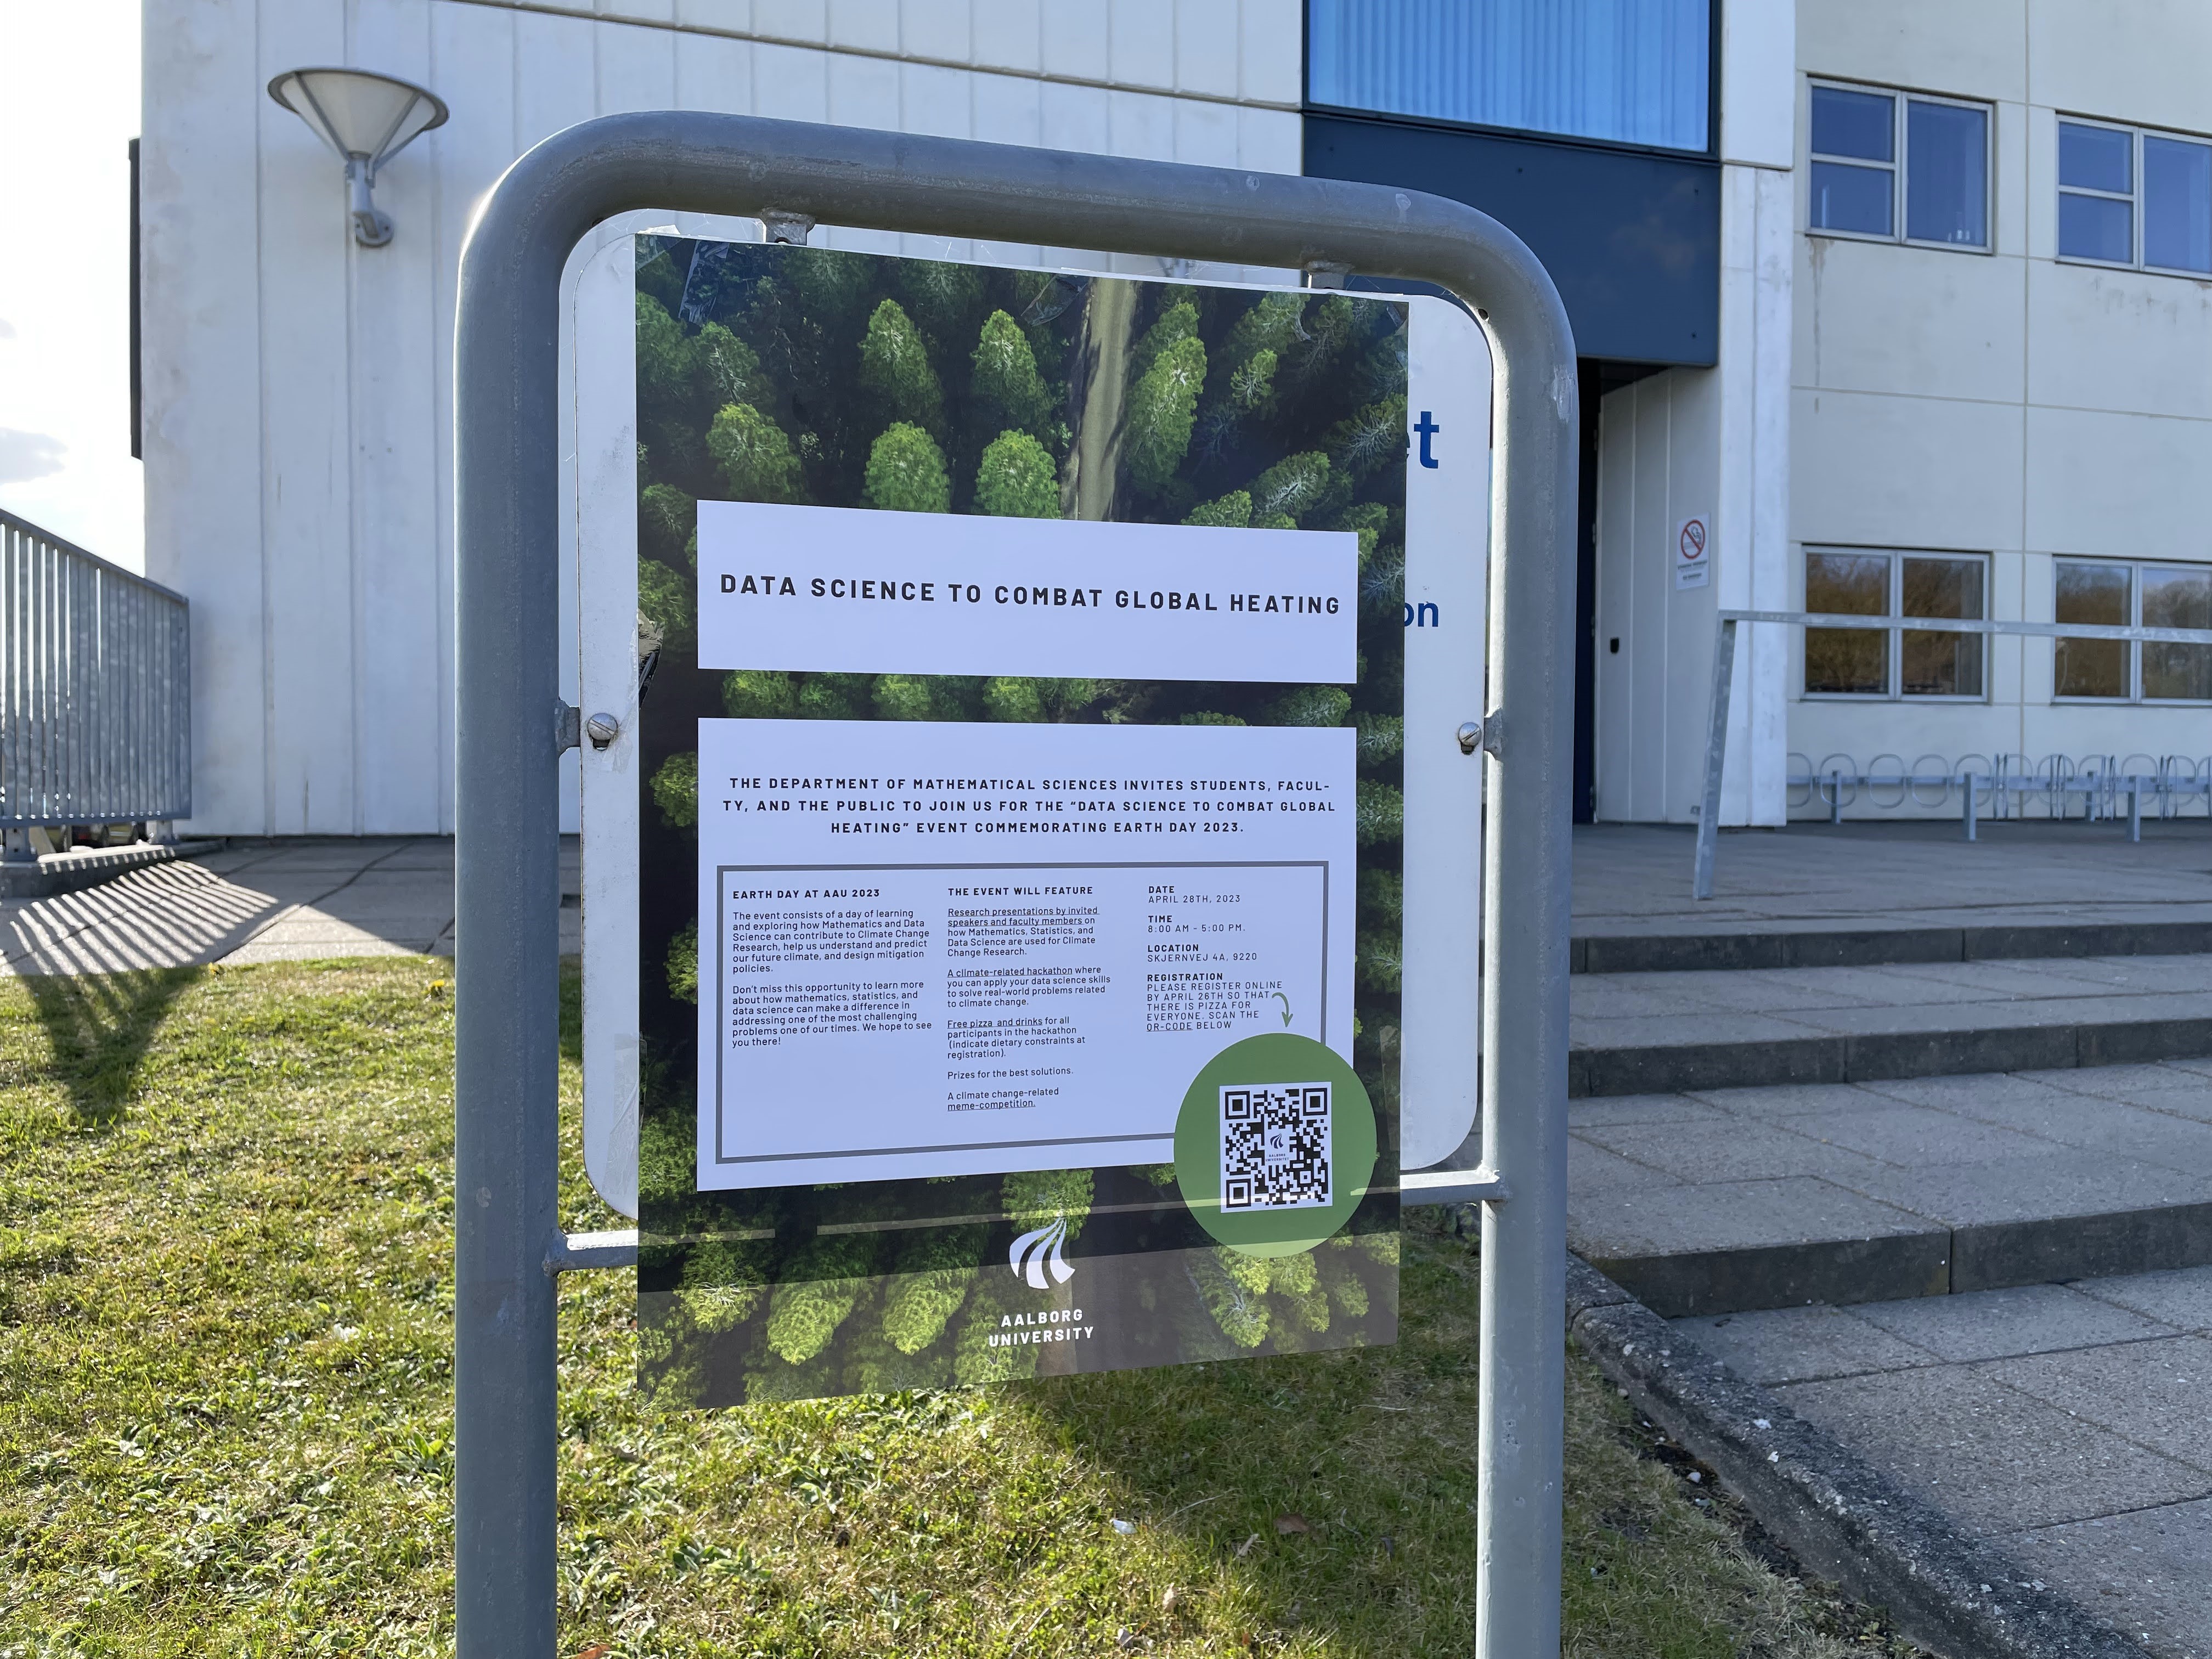 et
on
DATA SCIENCE TO COMBAT GLOBAL HEATING
THE DEPARTMENT OF MATHEMATICAL SCIENCES INVITES STUDENTS, FACUL-
TY, AND THE PUBLIC TO JOIN US FOR THE "DATA SCIENCE TO COMBAT GLOBAL
HEATING" EVENT COMMEMORATING EARTH DAY 2023.
EARTH DAY AT AAU 2023
The event consists of a day of learning
and exploring how Mathematics and Data
Science can contribute to Climate Change
Research, help us understand and predict
our future climate, and design mitigation
policies.
Don't miss this opportunity to learn more
about how mathematics, statistics, and
data science can make a difference in
addressing one of the most challenging
problems one of our times. We hope to see
you there!
THE EVENT WILL FEATURE
Research presentations by invited
speakers and faculty members on
how Mathematics, Statistics, and
Data Science are used for Climate
Change Research.
A climate-related hackathon where
you can apply your data science skills
to solve real-world problems related
to climate change.
Free pizza and drinks for all
participants in the hackathon
(indicate dietary constraints at
registration).
Prizes for the best solutions.
A climate change-related
meme-competition.
DATE
APRIL 28TH, 2023
TIME
8:00 AM - 5:00 PM.
LOCATION
SKJERNVEJ 4A, 9220
REGISTRATION
PLEASE REGISTER ONLINE
BY APRIL 26TH SO THAT
THERE IS PIZZA FOR
EVERYONE. SCAN THE
QR-CODE BELOW
AALBORG
UNIVERSITY